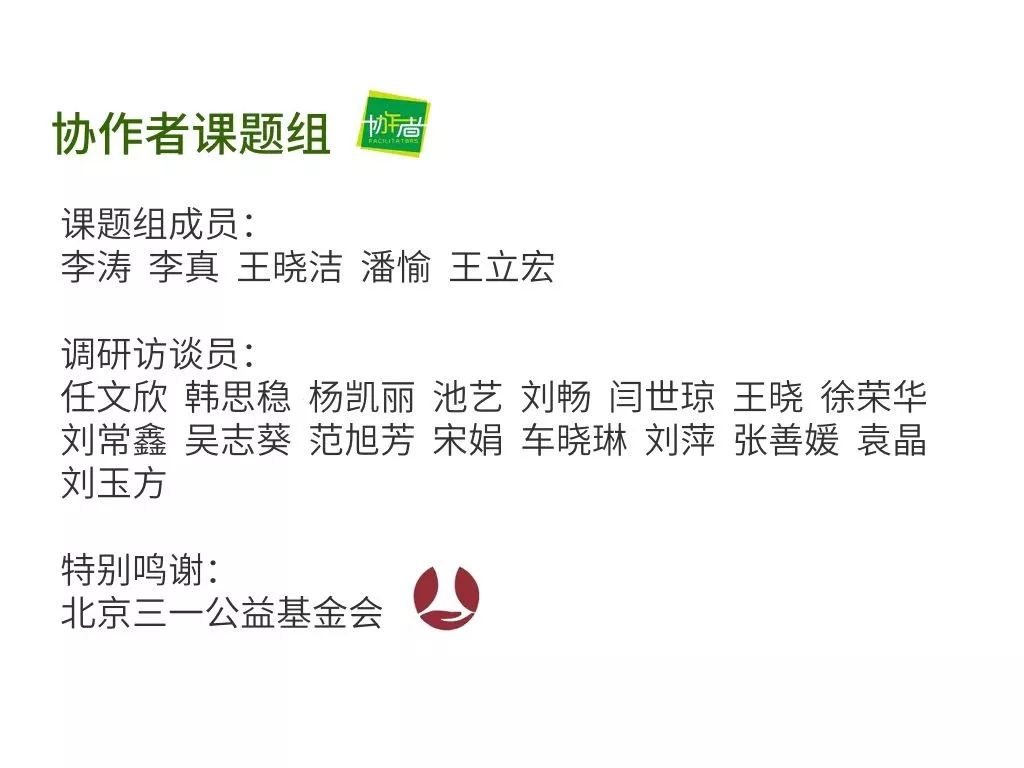 协作者课题组
协作者
FACILITATORS
课题组成员：
李涛 李真 王晓洁 潘愉 王立宏
调研访谈员：
任文欣 韩思稳 杨凯丽 池艺 刘畅 闫世琼 王晓 徐荣华
刘常鑫 吴志葵 范旭芳 宋娟 车晓琳 刘萍 张善媛 袁晶
刘玉方
特别鸣谢：
北京三一公益基金会